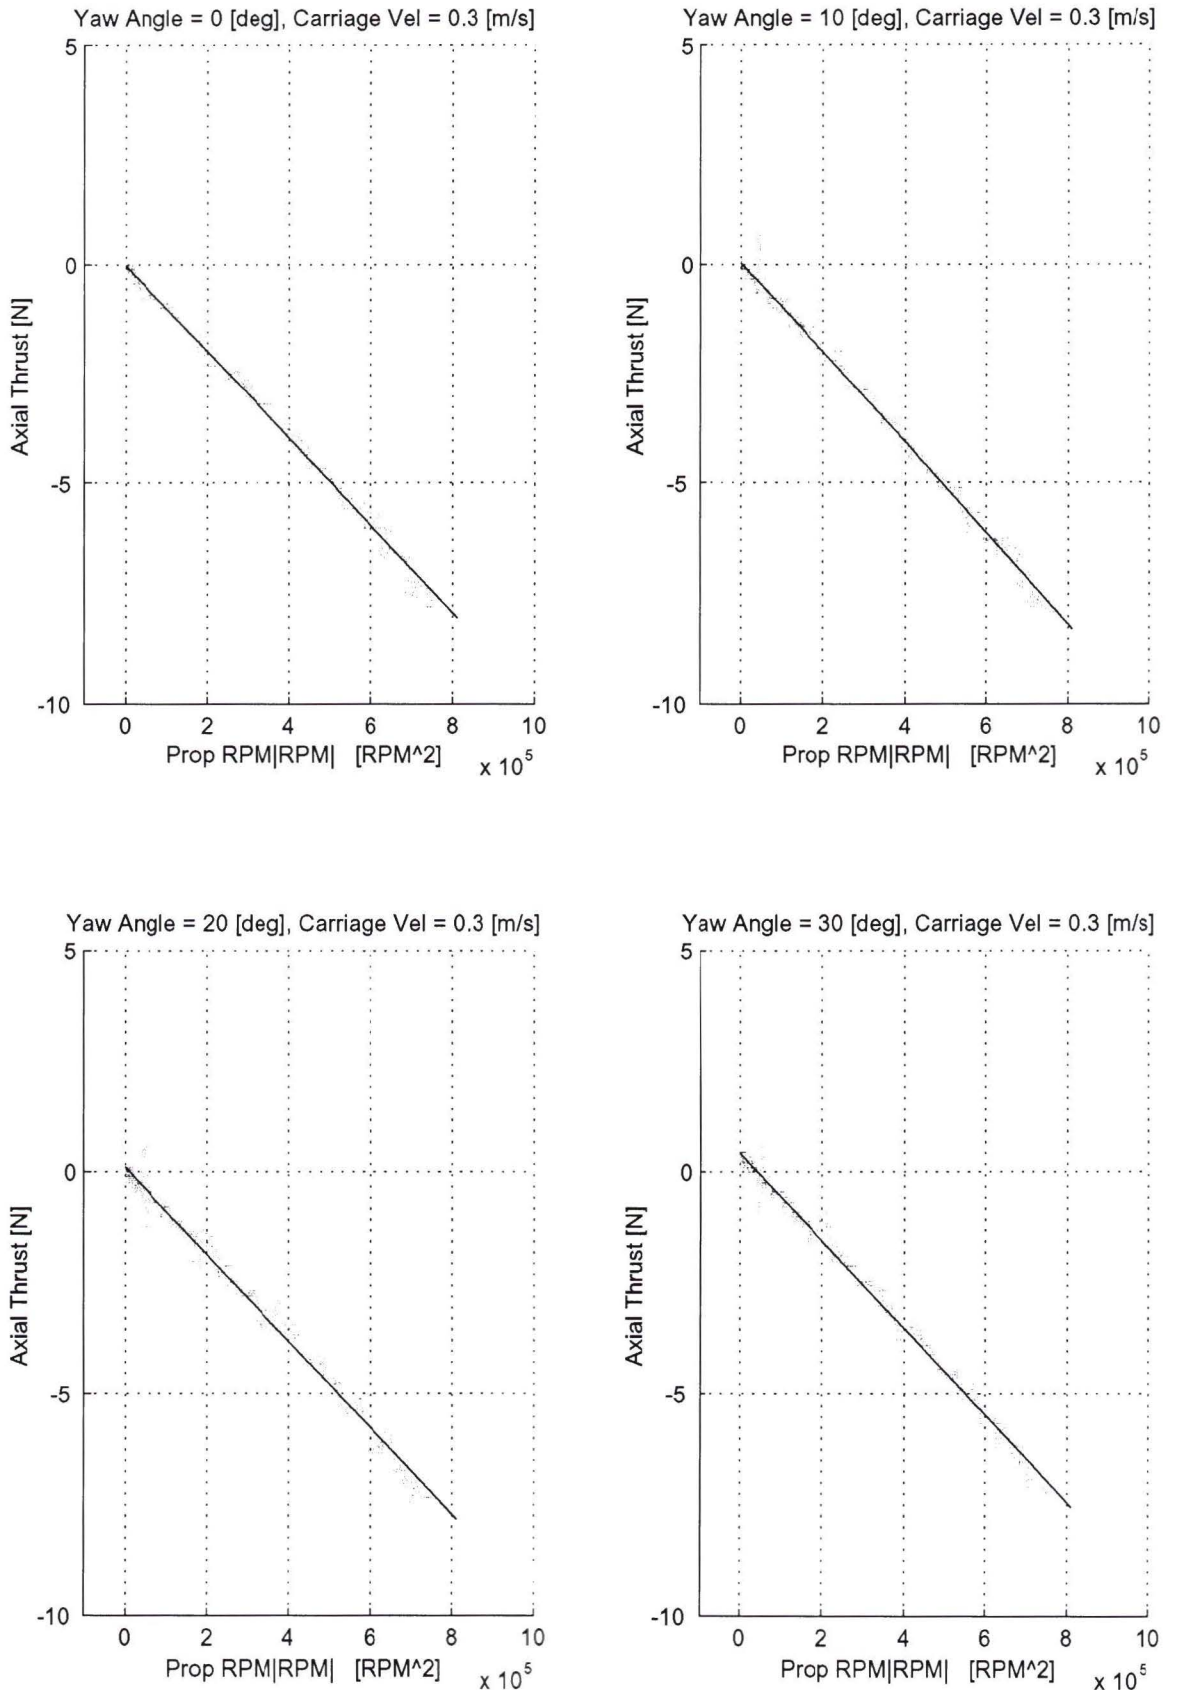 Yaw Angle = 0 [deg], Carriage Vel = 0.3 [m/s]
5
0
-5
-10
Axial Thrust [N]
0 2 4 6 8 10
Prop RPM|RPM| [RPM^2]
x 10^5
Yaw Angle = 10 [deg], Carriage Vel = 0.3 [m/s]
5
0
-5
-10
Axial Thrust [N]
0 2 4 6 8 10
Prop RPM|RPM| [RPM^2]
x 10^5
Yaw Angle = 20 [deg], Carriage Vel = 0.3 [m/s]
5
0
-5
-10
Axial Thrust [N]
0 2 4 6 8 10
Prop RPM|RPM| [RPM^2]
x 10^5
Yaw Angle = 30 [deg], Carriage Vel = 0.3 [m/s]
5
0
-5
-10
Axial Thrust [N]
0 2 4 6 8 10
Prop RPM|RPM| [RPM^2]
x 10^5